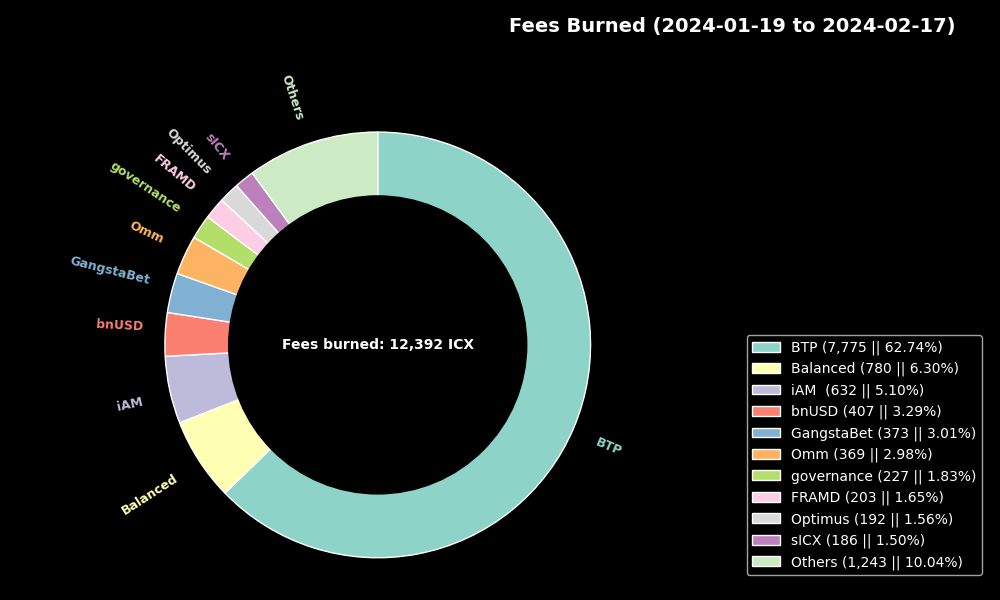 Fees Burned (2024-01-19 to 2024-02-17)
Others
sICX
Optimus
FRAMD
governance
Omm
GangstaBet
bnUSD
iAM
Balanced
BTP
Fees burned: 12,392 ICX
BTP (7,775 || 62.74%)
Balanced (780 || 6.30%)
iAM  (632 || 5.10%)
bnUSD (407 || 3.29%)
GangstaBet (373 || 3.01%)
Omm (369 || 2.98%)
governance (227 || 1.83%)
FRAMD (203 || 1.65%)
Optimus (192 || 1.56%)
sICX (186 || 1.50%)
Others (1,243 || 10.04%)